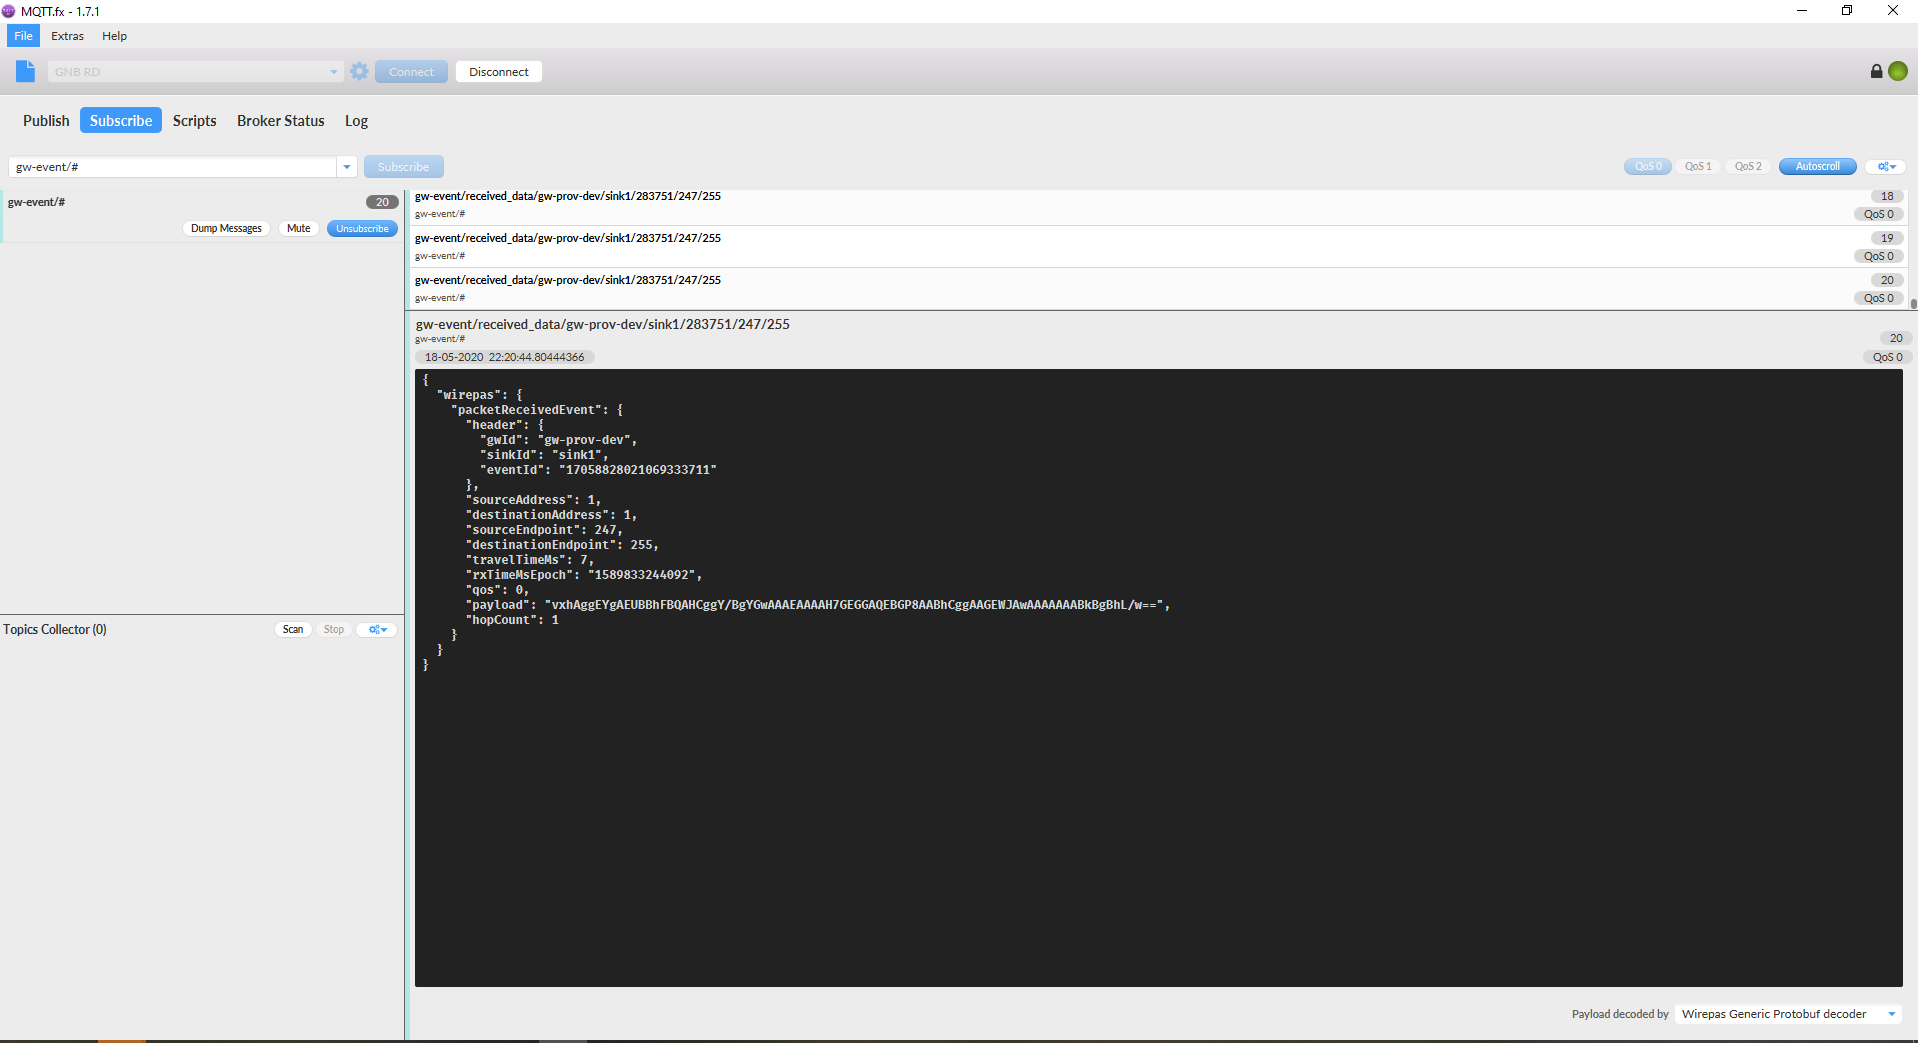 MQTT.fx - 1.7.1
File Extras Help
GNB RD Connect Disconnect
Publish Subscribe Scripts Broker Status Log
gw-event/# Subscribe QoS 0 QoS 1 QoS 2 Autoscroll
gw-event/# 20
Dump Messages Mute Unsubscribe
gw-event/received_data/gw-prov-dev/sink1/283751/247/255 18
gw-event/# QoS 0
gw-event/received_data/gw-prov-dev/sink1/283751/247/255 19
gw-event/# QoS 0
gw-event/received_data/gw-prov-dev/sink1/283751/247/255 20
gw-event/# QoS 0
gw-event/received_data/gw-prov-dev/sink1/283751/247/255
gw-event/# 20
18-05-2020 22:20:44.80444366 QoS 0
{
"wirepas": {
"packetReceivedEvent": {
"header": {
"gwId": "gw-prov-dev",
"sinkId": "sink1",
"eventId": "17058828021069333711"
},
"sourceAddress": 1,
"destinationAddress": 1,
"sourceEndpoint": 247,
"destinationEndpoint": 255,
"travelTimeMs": 7,
"rxTimeMsEpoch": "1589833244092",
"qos": 0,
"payload": "vxhAggEYgAEUBBhFBQAHCggY/BgYGwAAAEAAAAH7GEGGAQEBGP8AABhCggAAGEWJAwAAAAAAABkBgBhL/w==",
"hopCount": 1
}
}
}
Topics Collector (0) Scan Stop
Payload decoded by Wirepas Generic Protobuf decoder